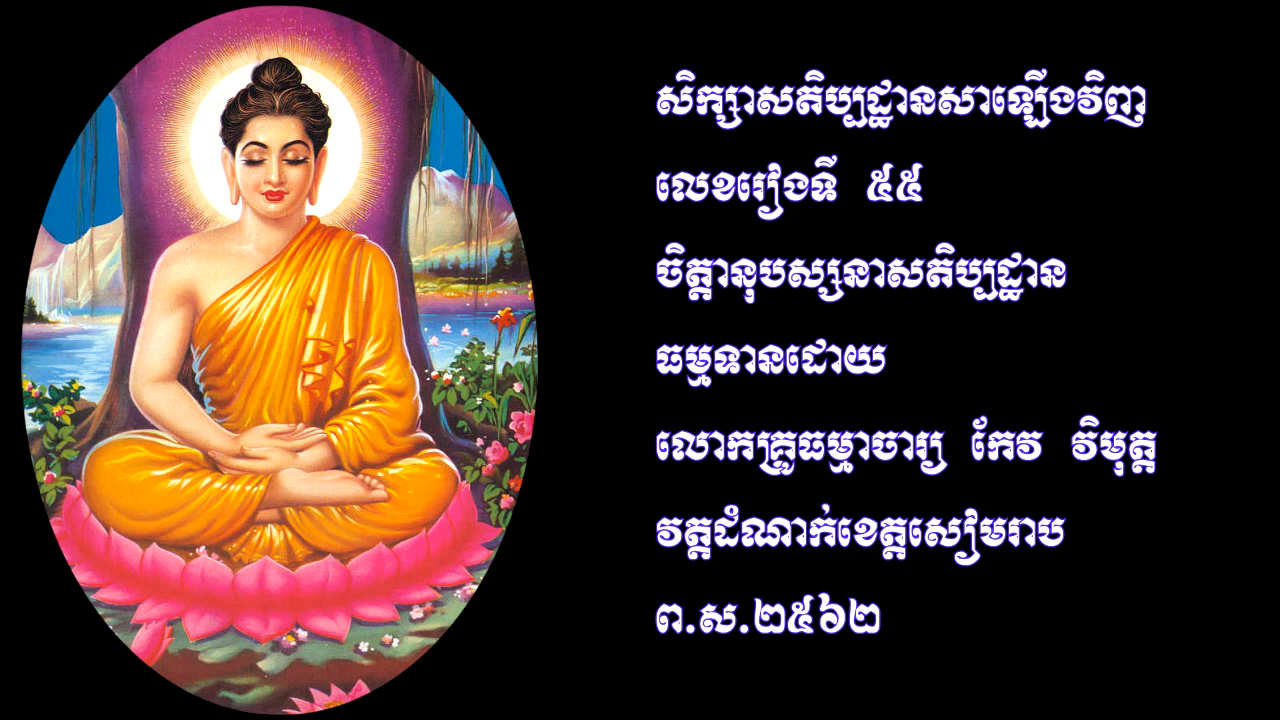 សិក្សាសតិប្បដ្ឋានសាឡើងវិញ
លេខរៀងទី ៥៥
ចិត្តានុបស្សនាសតិប្បដ្ឋាន
ធម្មទានដោយ
លោកគ្រូធម្មាចារ្យ កែវ វិមុត្ត
វត្តដំណាក់ខេត្តសៀមរាប
ព.ស.២៥៦២